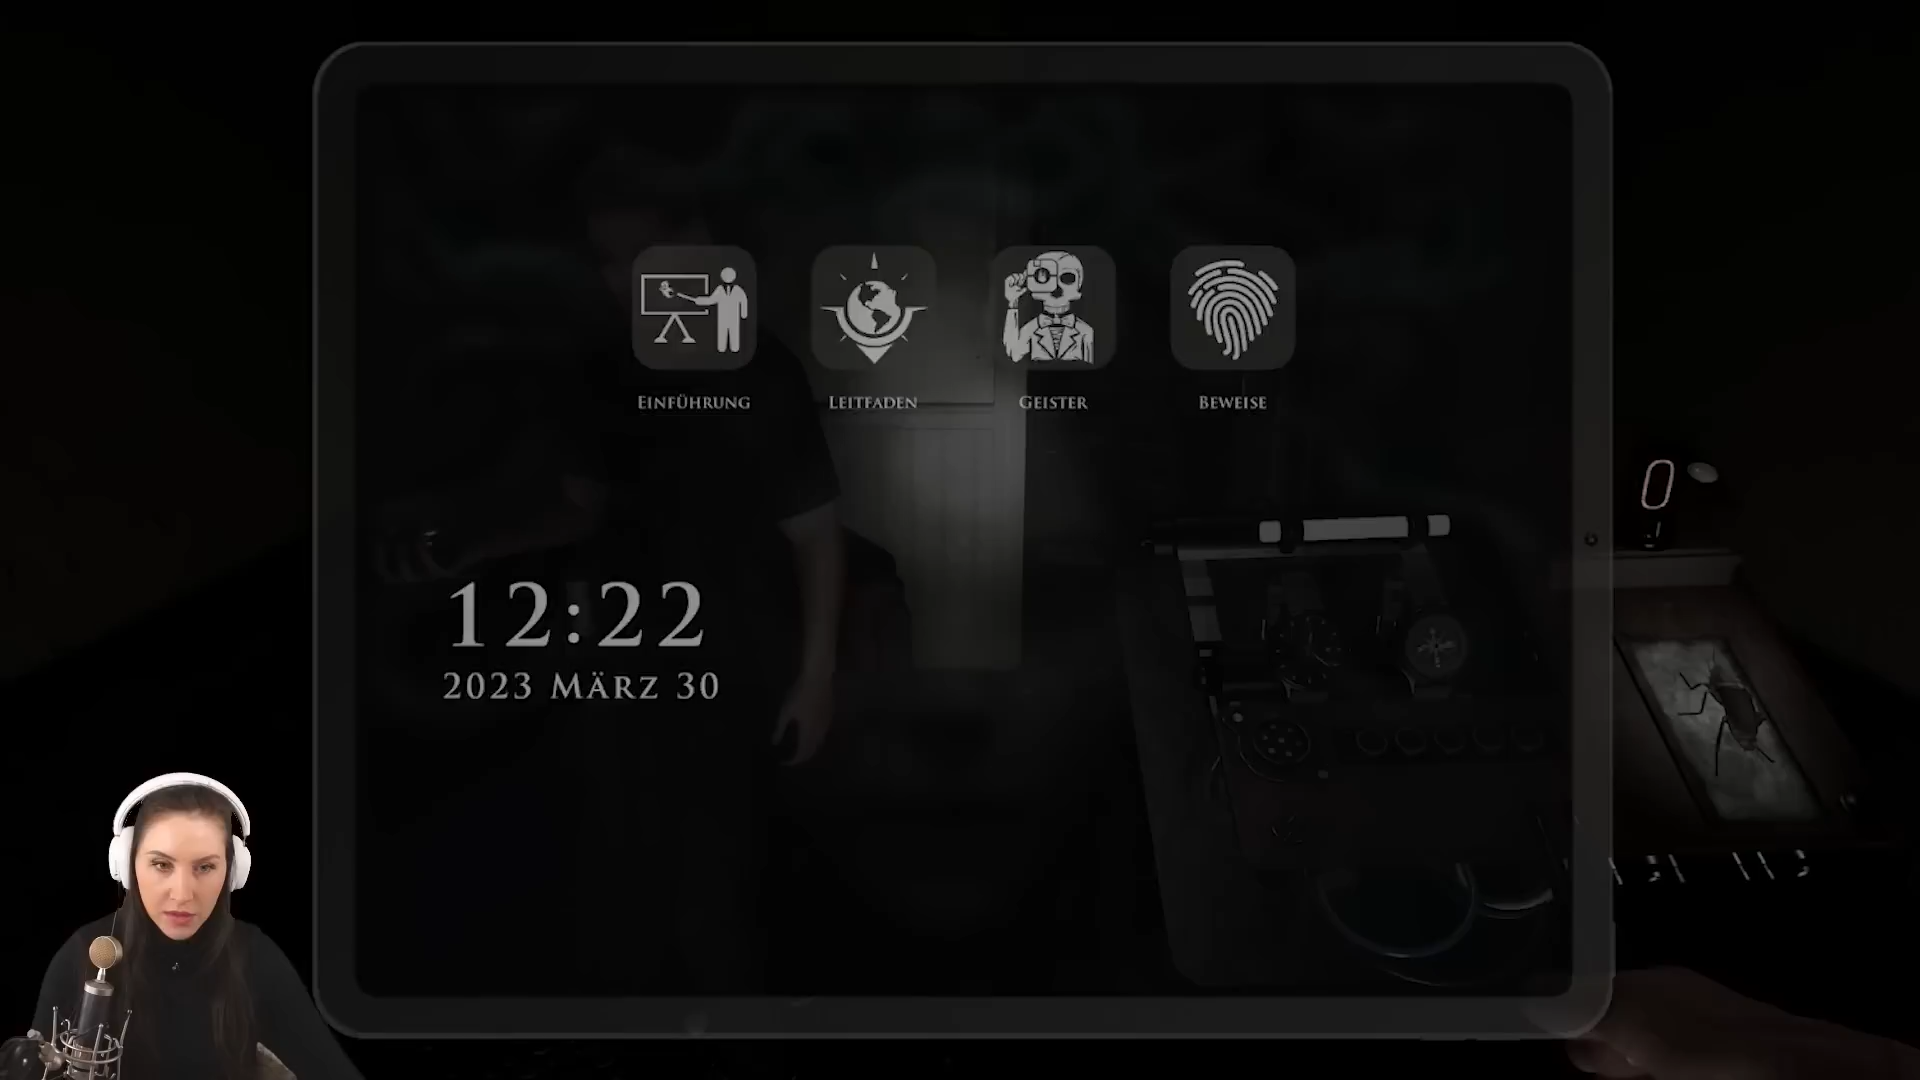 EINFÜHRUNG
LEITFADEN
GEISTER
BEWEISE
12:22
2023 MÄRZ 30